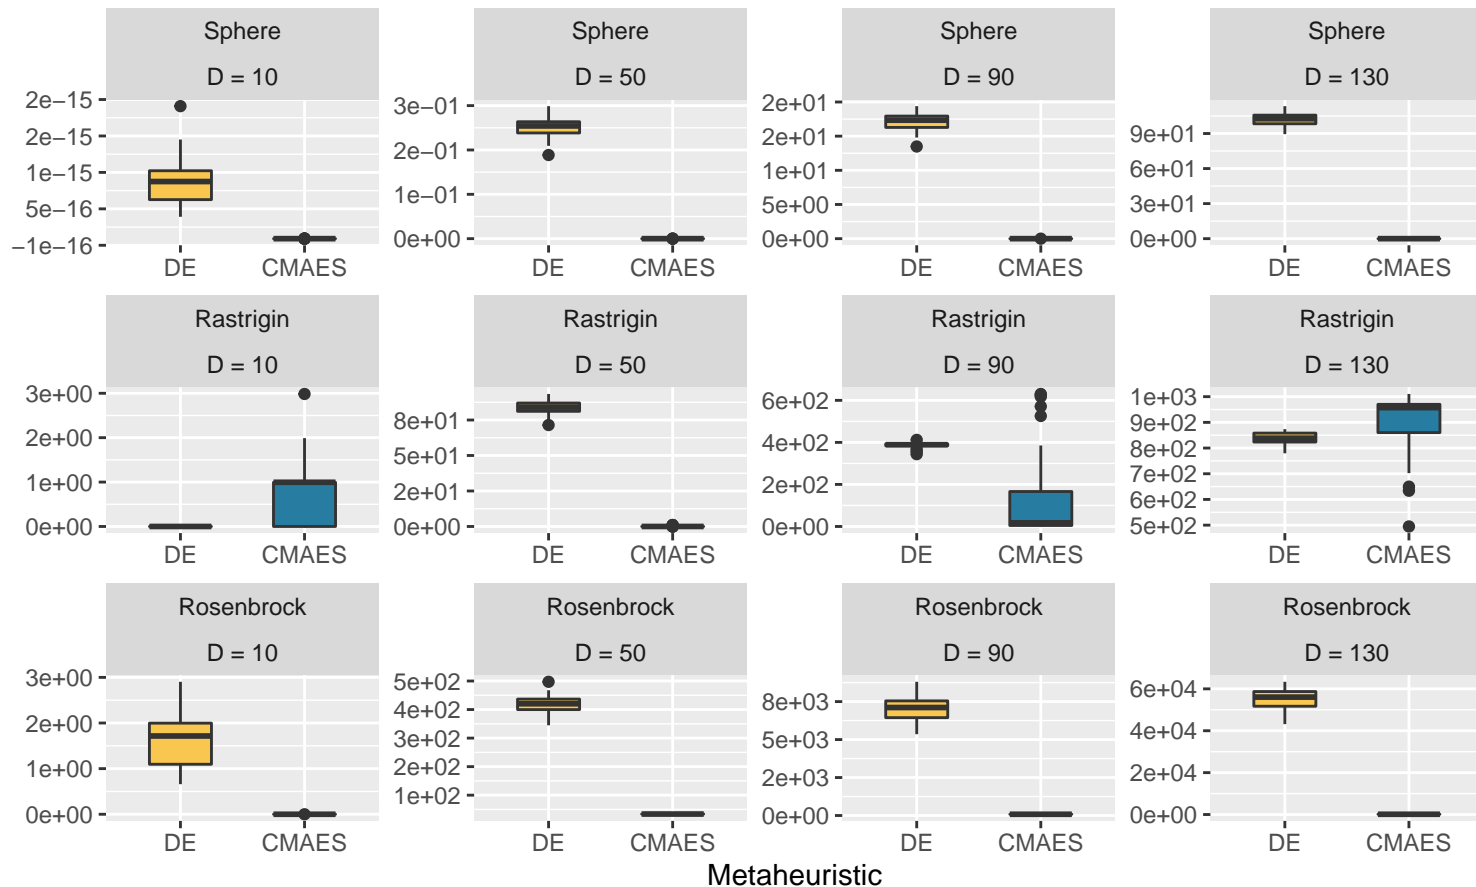 Sphere
D = 10
2e−15
2e−15
1e−15
5e−16
−1e−16
DE CMAES
Sphere
D = 50
3e−01
2e−01
1e−01
0e+00
DE CMAES
Sphere
D = 90
2e+01
2e+01
1e+01
5e+00
0e+00
DE CMAES
Sphere
D = 130
9e+01
6e+01
3e+01
0e+00
DE CMAES
Rastrigin
D = 10
3e+00
2e+00
1e+00
0e+00
DE CMAES
Rastrigin
D = 50
8e+01
5e+01
2e+01
0e+00
DE CMAES
Rastrigin
D = 90
6e+02
4e+02
2e+02
0e+00
DE CMAES
Rastrigin
D = 130
1e+03
9e+02
8e+02
7e+02
6e+02
5e+02
DE CMAES
Rosenbrock
D = 10
3e+00
2e+00
1e+00
0e+00
DE CMAES
Rosenbrock
D = 50
5e+02
4e+02
3e+02
2e+02
1e+02
DE CMAES
Rosenbrock
D = 90
8e+03
5e+03
2e+03
0e+00
DE CMAES
Rosenbrock
D = 130
6e+04
4e+04
2e+04
0e+00
DE CMAES
Metaheuristic